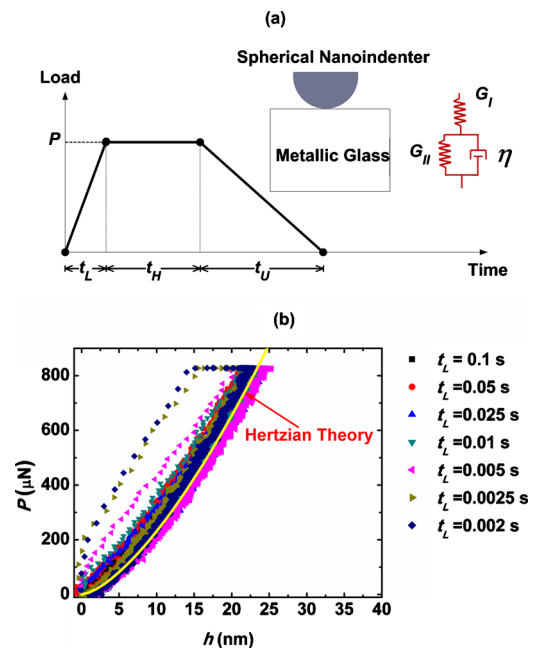 (a)
Load
Spherical Nanoindenter
P
Metallic Glass
G_I
G_II
η
t_L
t_H
t_U
Time
(b)
P (μN)
800
600
400
200
0
0 5 10 15 20 25 30 35 40
h (nm)
Hertzian Theory
t_L = 0.1 s
t_L =0.05 s
t_L =0.025 s
t_L =0.01 s
t_L =0.005 s
t_L =0.0025 s
t_L =0.002 s